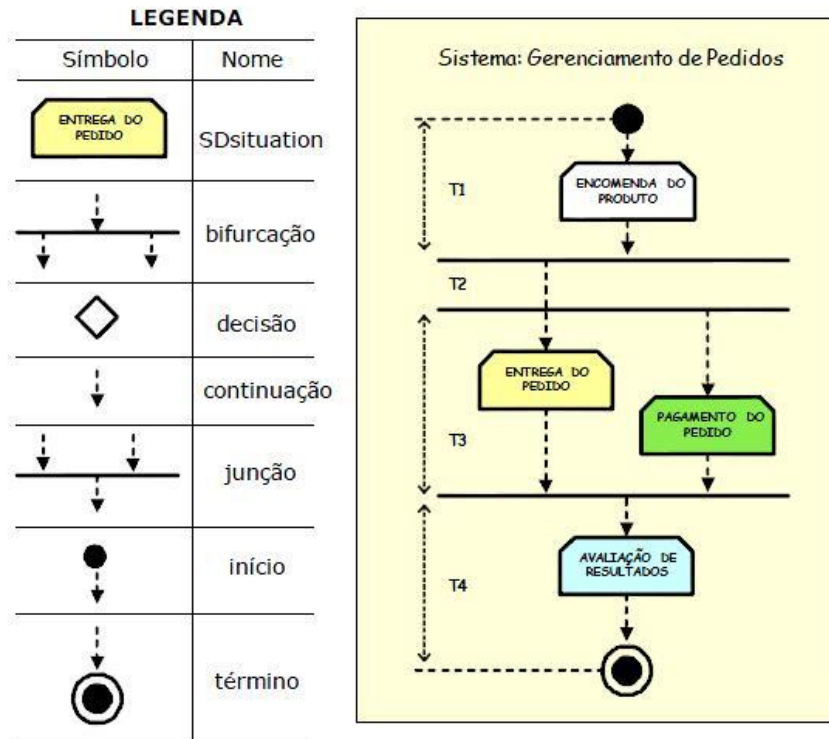 LEGENDA
Símbolo
Nome
ENTREGA DO
PEDIDO
SDsituation
bifurcação
decisão
continuação
junção
início
término
Sistema: Gerenciamento de Pedidos
T1
ENCOMENDA DO
PRODUTO
T2
ENTREGA DO
PEDIDO
PAGAMENTO DO
PEDIDO
T3
AVALIAÇÃO DE
RESULTADOS
T4